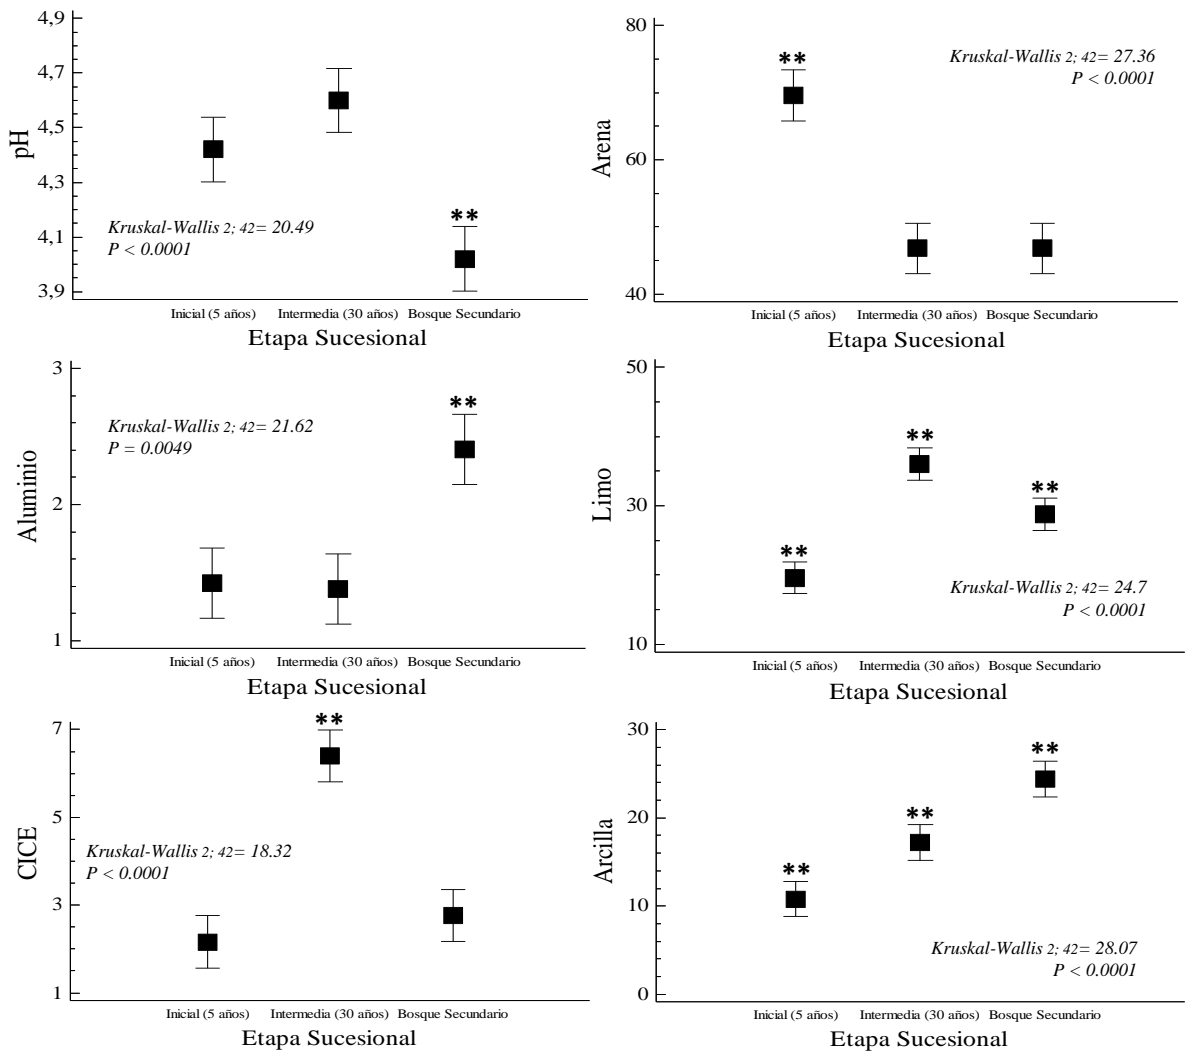 4,9
4,7
4,5
4,3
4,1
3,9
pH
**
Kruskal-Wallis 2; 42= 20.49
P < 0.0001
Inicial (5 años) Intermedia (30 años) Bosque Secundario
Etapa Sucesional
80
60
40
Arena
**
Kruskal-Wallis 2; 42= 27.36
P < 0.0001
Inicial (5 años) Intermedia (30 años) Bosque Secundario
Etapa Sucesional
3
2
1
Aluminio
**
Kruskal-Wallis 2; 42= 21.62
P = 0.0049
Inicial (5 años) Intermedia (30 años) Bosque Secundario
Etapa Sucesional
50
30
10
Limo
**
**
**
Kruskal-Wallis 2; 42= 24.7
P < 0.0001
Inicial (5 años) Intermedia (30 años) Bosque Secundario
Etapa Sucesional
7
5
3
1
CICE
**
Kruskal-Wallis 2; 42= 18.32
P < 0.0001
Inicial (5 años) Intermedia (30 años) Bosque Secundario
Etapa Sucesional
30
20
10
0
Arcilla
**
**
**
Kruskal-Wallis 2; 42= 28.07
P < 0.0001
Inicial (5 años) Intermedia (30 años) Bosque Secundario
Etapa Sucesional